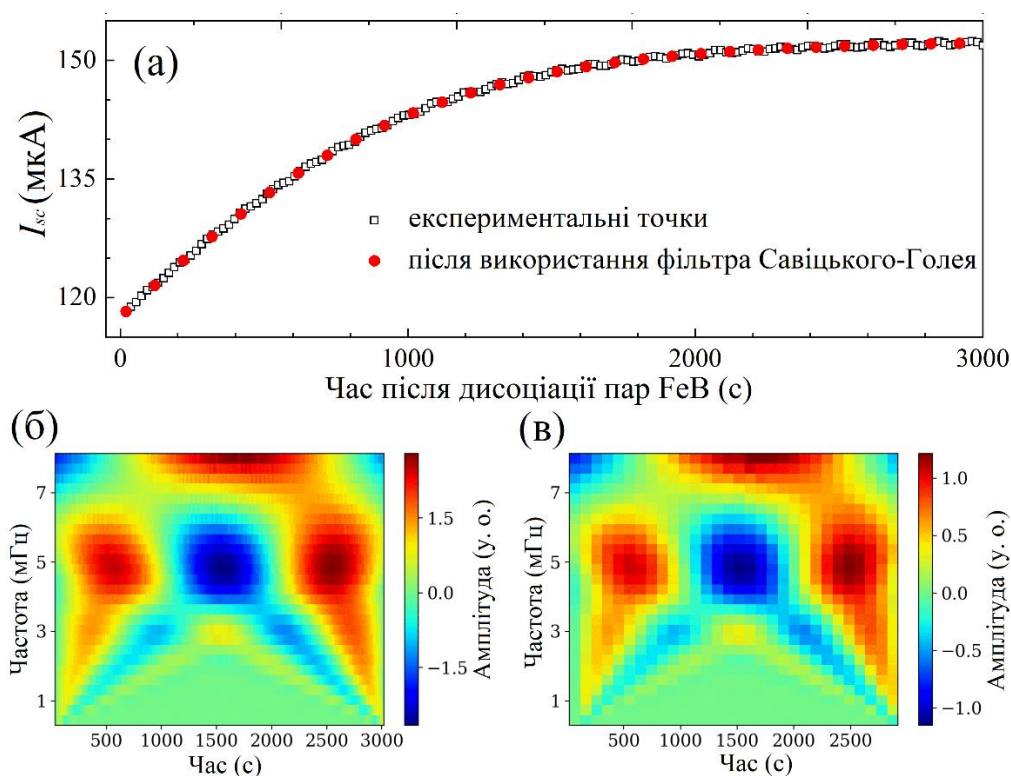 (а)
I_sc (мкА)
150
135
120
експериментальні точки
після використання фільтра Савіцького-Голея
0 1000 2000 3000
Час після дисоціації пар FeB (с)
(б)
Частота (мГц)
7
5
3
1
500 1000 1500 2000 2500 3000
Час (с)
1.5
0.0
−1.5
Амплітуда (у. о.)
(в)
Частота (мГц)
7
5
3
1
500 1000 1500 2000 2500
Час (с)
1.0
0.5
0.0
−0.5
−1.0
Амплітуда (у. о.)